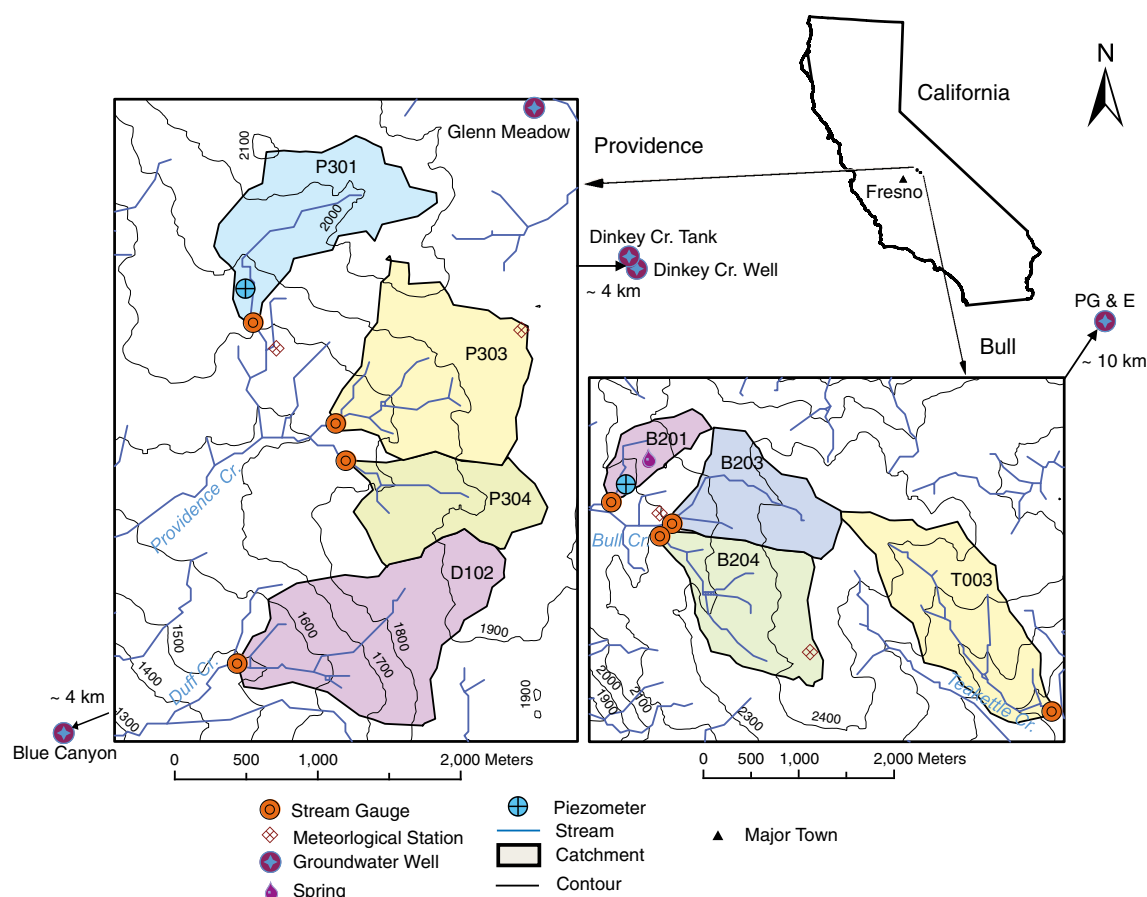 N
California
Fresno
Providence
Bull
Glenn Meadow
2100
P301
2000
Dinkey Cr. Tank
Dinkey Cr. Well
~ 4 km
PG & E
~ 10 km
P303
P304
Providence Cr.
D102
1600
1800
1700
1900
1900
1500
1400
1300
Duff Cr.
~ 4 km
Blue Canyon
B201
B203
Bull Cr.
B204
T003
2000
1900
2100
2300
2400
Teakettle Cr.
0 500 1,000 2,000 Meters
0 500 1,000 2,000 Meters
Stream Gauge
Meteorlogical Station
Groundwater Well
Spring
Piezometer
Stream
Catchment
Contour
Major Town